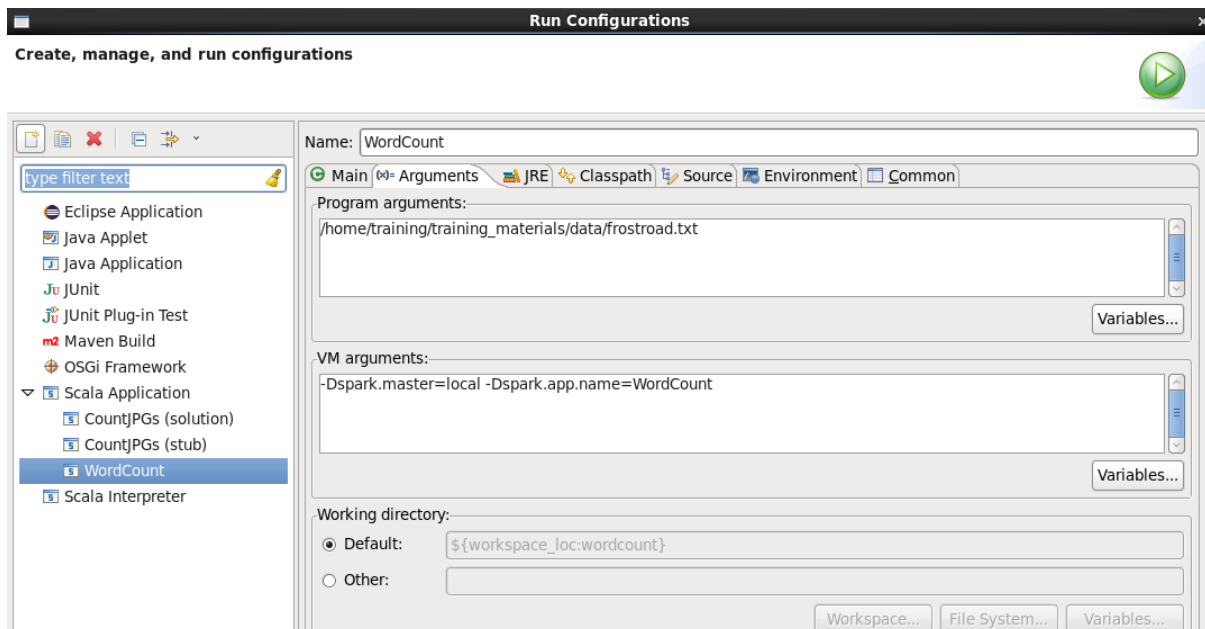 Run Configurations
Create, manage, and run configurations
type filter text
Eclipse Application
Java Applet
Java Application
Ju JUnit
JUnit Plug-in Test
m2 Maven Build
OSGi Framework
Scala Application
CountJPGs (solution)
CountJPGs (stub)
WordCount
Scala Interpreter
Name: WordCount
Main (x)= Arguments JRE Classpath Source Environment Common
Program arguments:
/home/training/training_materials/data/frostroad.txt
Variables...
VM arguments:
-Dspark.master=local -Dspark.app.name=WordCount
Variables...
Working directory:
Default: ${workspace_loc:wordcount}
Other:
Workspace... File System... Variables...